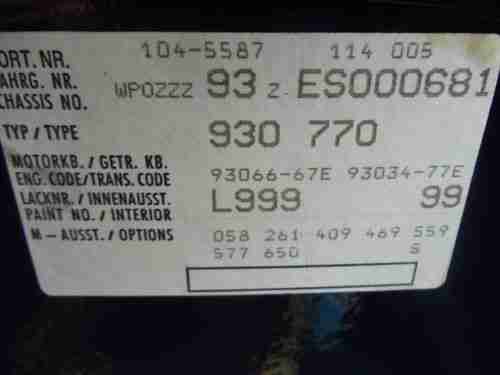 ORT. NR. 104-5587 114 005
AHRG. NR.
CHASSIS NO. WPOZZZ 93 Z ES000681
TYP / TYPE 930 770
MOTORKB. / GETR. KB.
ENG. CODE/TRANS. CODE 93066-67E 93034-77E
LACKNR. / INNENAUSST. L999 99
PAINT NO. / INTERIOR
M - AUSST. / OPTIONS 058 261 409 469 559
577 650 S